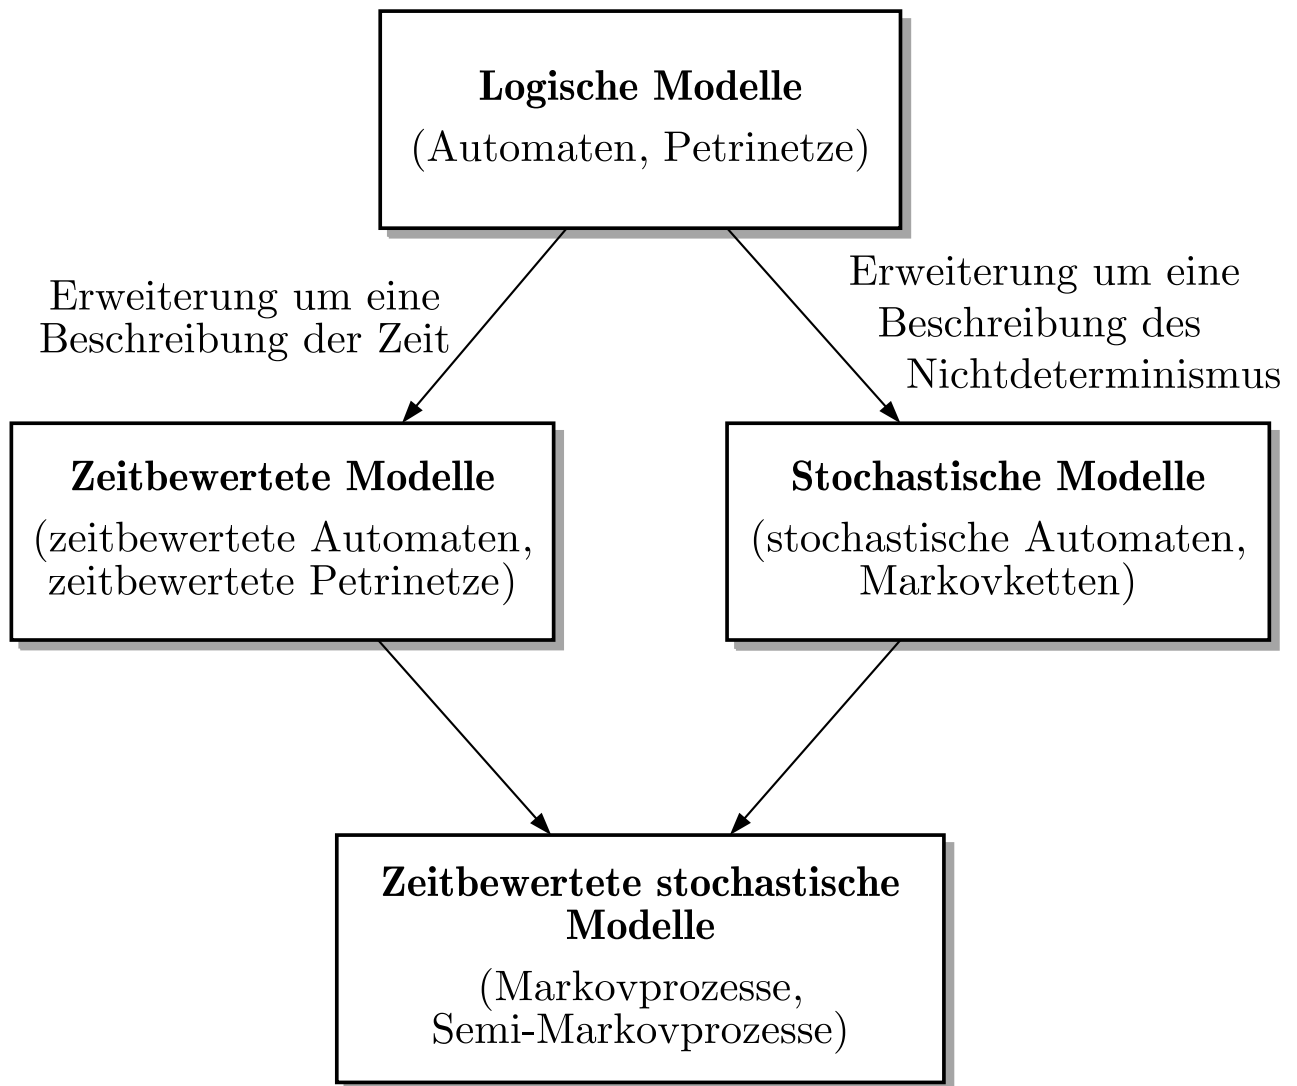 Logische Modelle
(Automaten, Petrinetze)
Erweiterung um eine
Beschreibung der Zeit
Erweiterung um eine
Beschreibung des
Nichtdeterminismus
Zeitbewertete Modelle
(zeitbewertete Automaten,
zeitbewertete Petrinetze)
Stochastische Modelle
(stochastische Automaten,
Markovketten)
Zeitbewertete stochastische
Modelle
(Markovprozesse,
Semi-Markovprozesse)